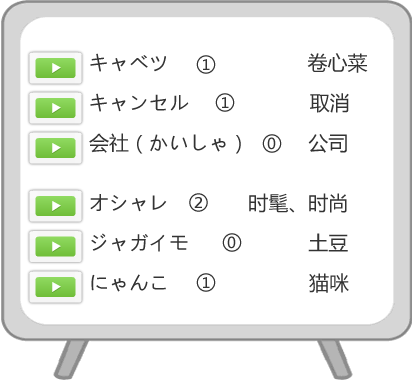 キャベツ ① 卷心菜
キャンセル ① 取消
会社(かいしゃ) ⓪ 公司
オシャレ ② 时髦、时尚
ジャガイモ ⓪ 土豆
にゃんこ ① 猫咪